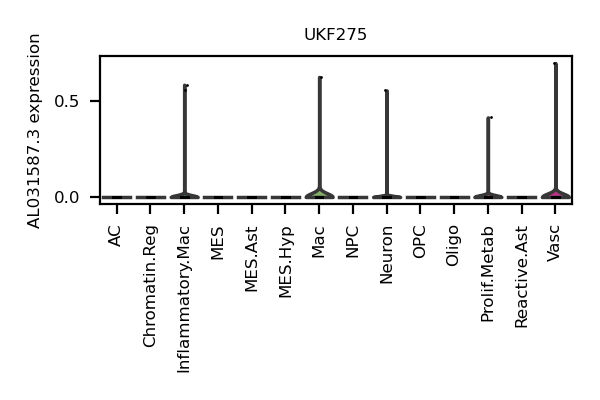 UKF275
AL031587.3 expression
0.5
0.0
AC
Chromatin.Reg
Inflammatory.Mac
MES
MES.Ast
MES.Hyp
Mac
NPC
Neuron
OPC
Oligo
Prolif.Metab
Reactive.Ast
Vasc